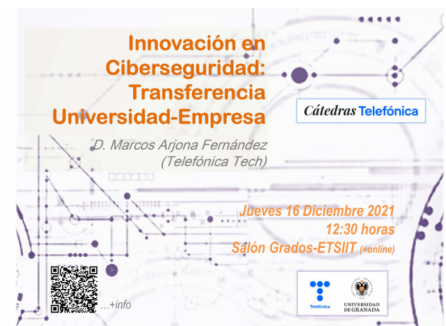 Innovación en
Ciberseguridad:
Transferencia
Universidad-Empresa
D. Marcos Arjona Fernández
(Telefónica Tech)
Cátedras Telefónica
Jueves 16 Diciembre 2021
12:30 horas
Salón Grados-ETSIIT (+online)
...+info
Telefónica
UNIVERSIDAD
DE GRANADA